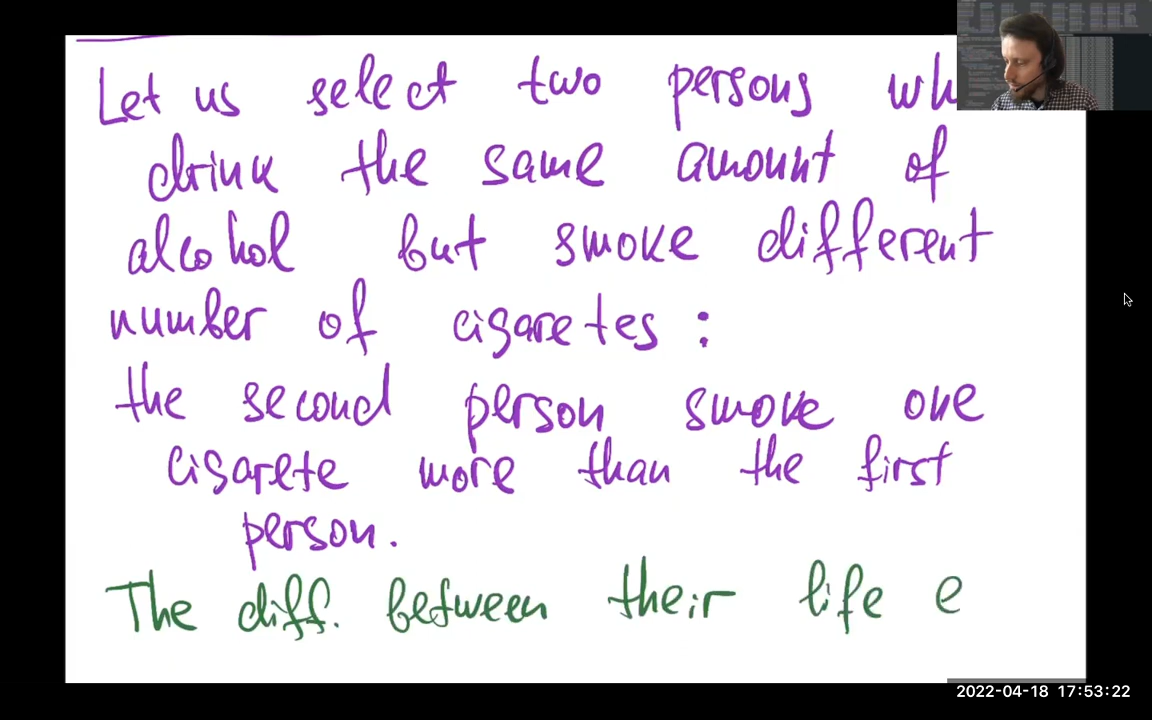 Let us select two persons wh
drink the same amount of
alcohol but smoke different
number of cigaretes :
the second person smoke one
cigarete more than the first
person.
The diff. between their life e
2022-04-18 17:53:22